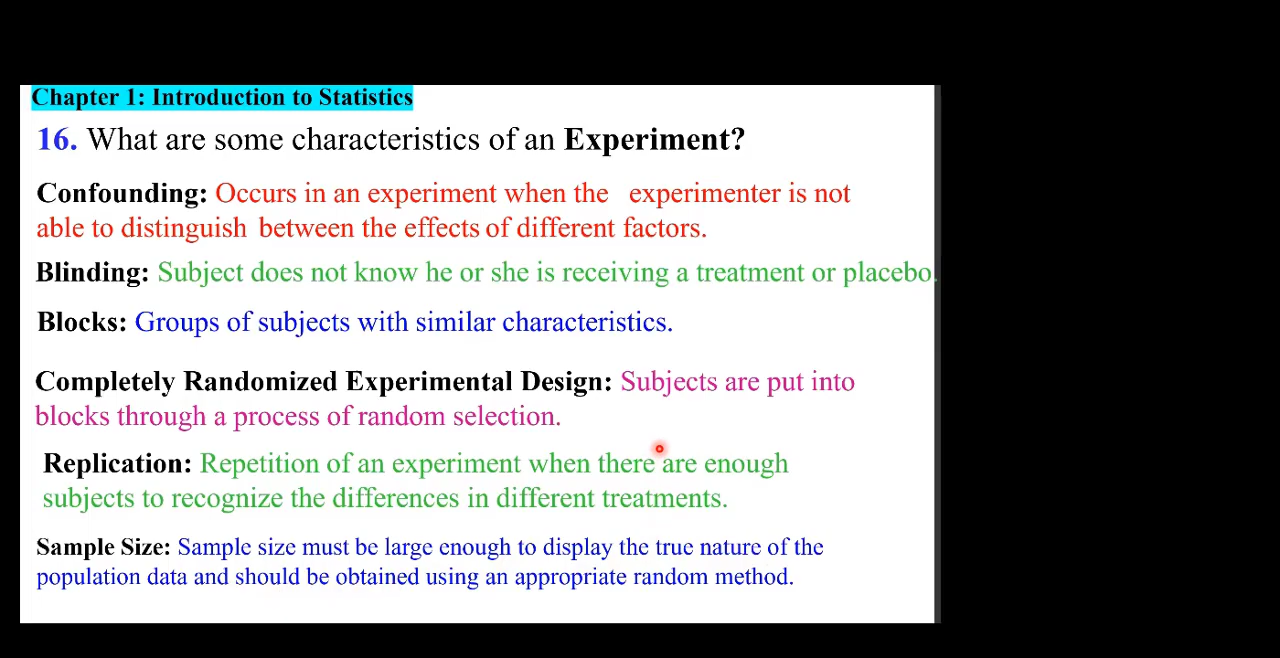 Chapter 1: Introduction to Statistics
16. What are some characteristics of an Experiment?
Confounding: Occurs in an experiment when the experimenter is not
able to distinguish between the effects of different factors.
Blinding: Subject does not know he or she is receiving a treatment or placebo.
Blocks: Groups of subjects with similar characteristics.
Completely Randomized Experimental Design: Subjects are put into
blocks through a process of random selection.
Replication: Repetition of an experiment when there are enough
subjects to recognize the differences in different treatments.
Sample Size: Sample size must be large enough to display the true nature of the
population data and should be obtained using an appropriate random method.